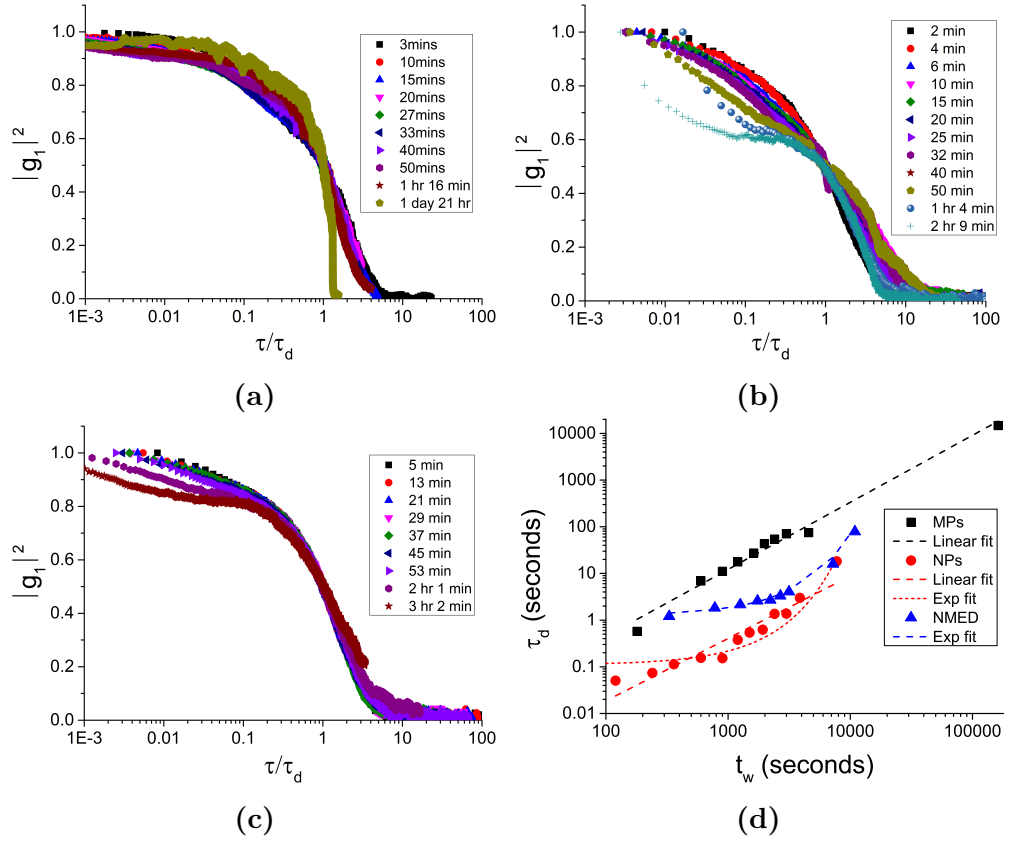 1.0
0.8
0.6
0.4
0.2
0.0
|g₁|²
1E-3 0.01 0.1 1 10 100
τ/τd
3mins
10mins
15mins
20mins
27mins
33mins
40mins
50mins
1 hr 16 min
1 day 21 hr
(a)
1.0
0.8
0.6
0.4
0.2
0.0
|g₁|²
1E-3 0.01 0.1 1 10 100
τ/τd
2 min
4 min
6 min
10 min
15 min
20 min
25 min
32 min
40 min
50 min
1 hr 4 min
2 hr 9 min
(b)
1.0
0.8
0.6
0.4
0.2
0.0
|g₁|²
1E-3 0.01 0.1 1 10 100
τ/τd
5 min
13 min
21 min
29 min
37 min
45 min
53 min
2 hr 1 min
3 hr 2 min
(c)
10000
1000
100
10
1
0.1
0.01
τd (seconds)
100 1000 10000 100000
tw (seconds)
MPs
Linear fit
NPs
Linear fit
Exp fit
NMED
Exp fit
(d)